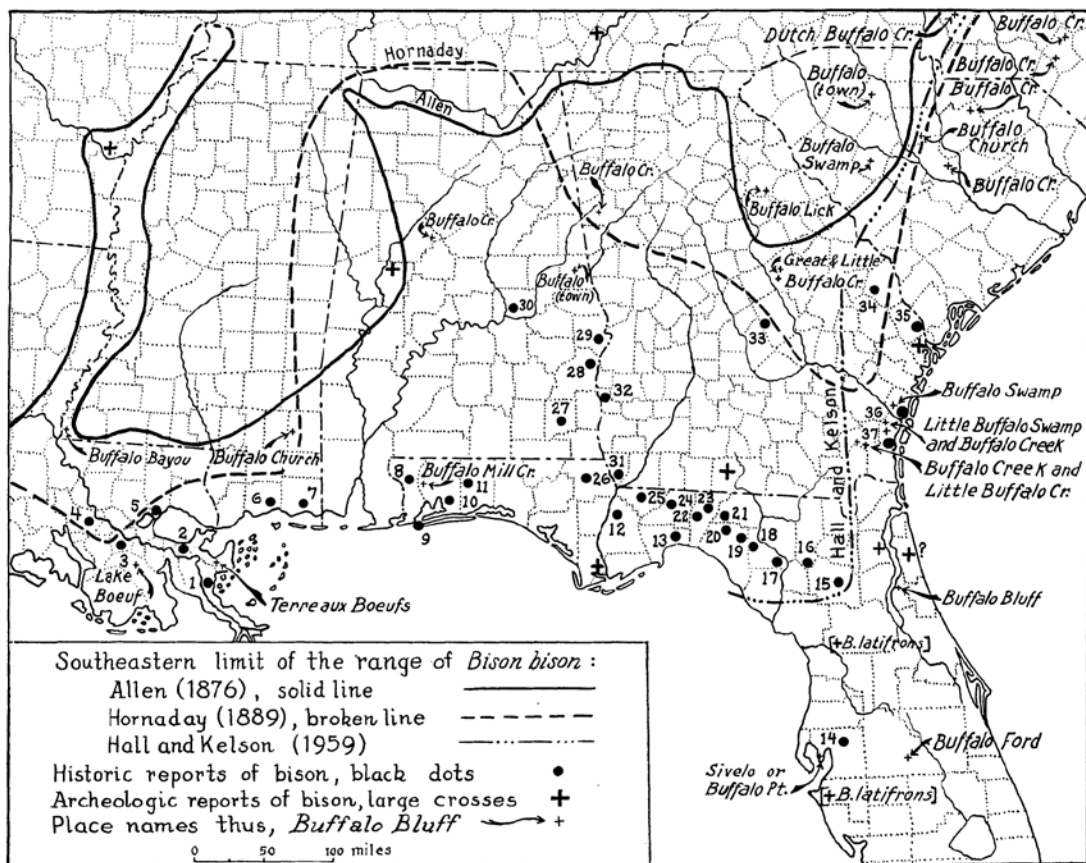 Dutch Buffalo Cr.
Buffalo Cr.
Hornaday
Buffalo
(town)
Buffalo Cr.
Buffalo Cr.
Allen
Buffalo
Church
Buffalo
Swamp
Buffalo Cr.
Buffalo Cr.
Buffalo Lick
Buffalo Cr.
Great & Little
Buffalo Cr.
Buffalo
(town)
30
29
28
27
32
33
34
35
Buffalo Swamp
36
Little Buffalo Swamp
and Buffalo Creek
37
Buffalo Creek and
Little Buffalo Cr.
Hall and Kelson
Buffalo Bayou
Buffalo Church
8
Buffalo Mill Cr.
11
10
9
26
31
12
25
24
23
22
21
20
19
18
13
17
16
15
4
5
6
7
3
2
1
Lake
Boeuf
Terreaux Boeufs
?
Buffalo Bluff
[+B. latifrons]
14
Buffalo Ford
Sivelo or
Buffalo Pt.
[+B. latifrons]
Southeastern limit of the range of Bison bison :
Allen (1876), solid line
Hornaday (1889), broken line
Hall and Kelson (1959)
Historic reports of bison, black dots
Archeologic reports of bison, large crosses
Place names thus, Buffalo Bluff
0 50 100 miles